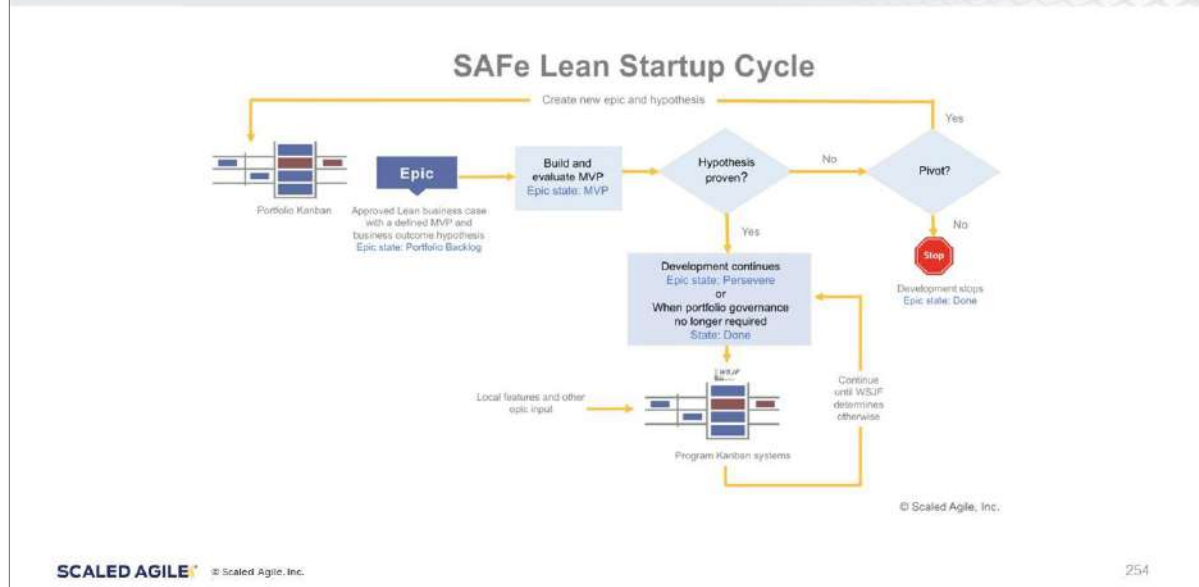 SAFe Lean Startup Cycle
Create new epic and hypothesis
Yes
Epic
Build and
evaluate MVP
Epic state: MVP
Hypothesis
proven?
No
Pivot?
Portfolio Kanban
Approved Lean business case
with a defined MVP and
business outcome hypothesis
Epic state: Portfolio Backlog
Yes
No
Stop
Development stops
Epic state: Done
Development continues
Epic state: Persevere
or
When portfolio governance
no longer required
State: Done
WSJF
Local features and other
epic input
Continue
until WSJF
determines
otherwise
Program Kanban systems
© Scaled Agile, Inc.
SCALED AGILE © Scaled Agile, Inc.
254